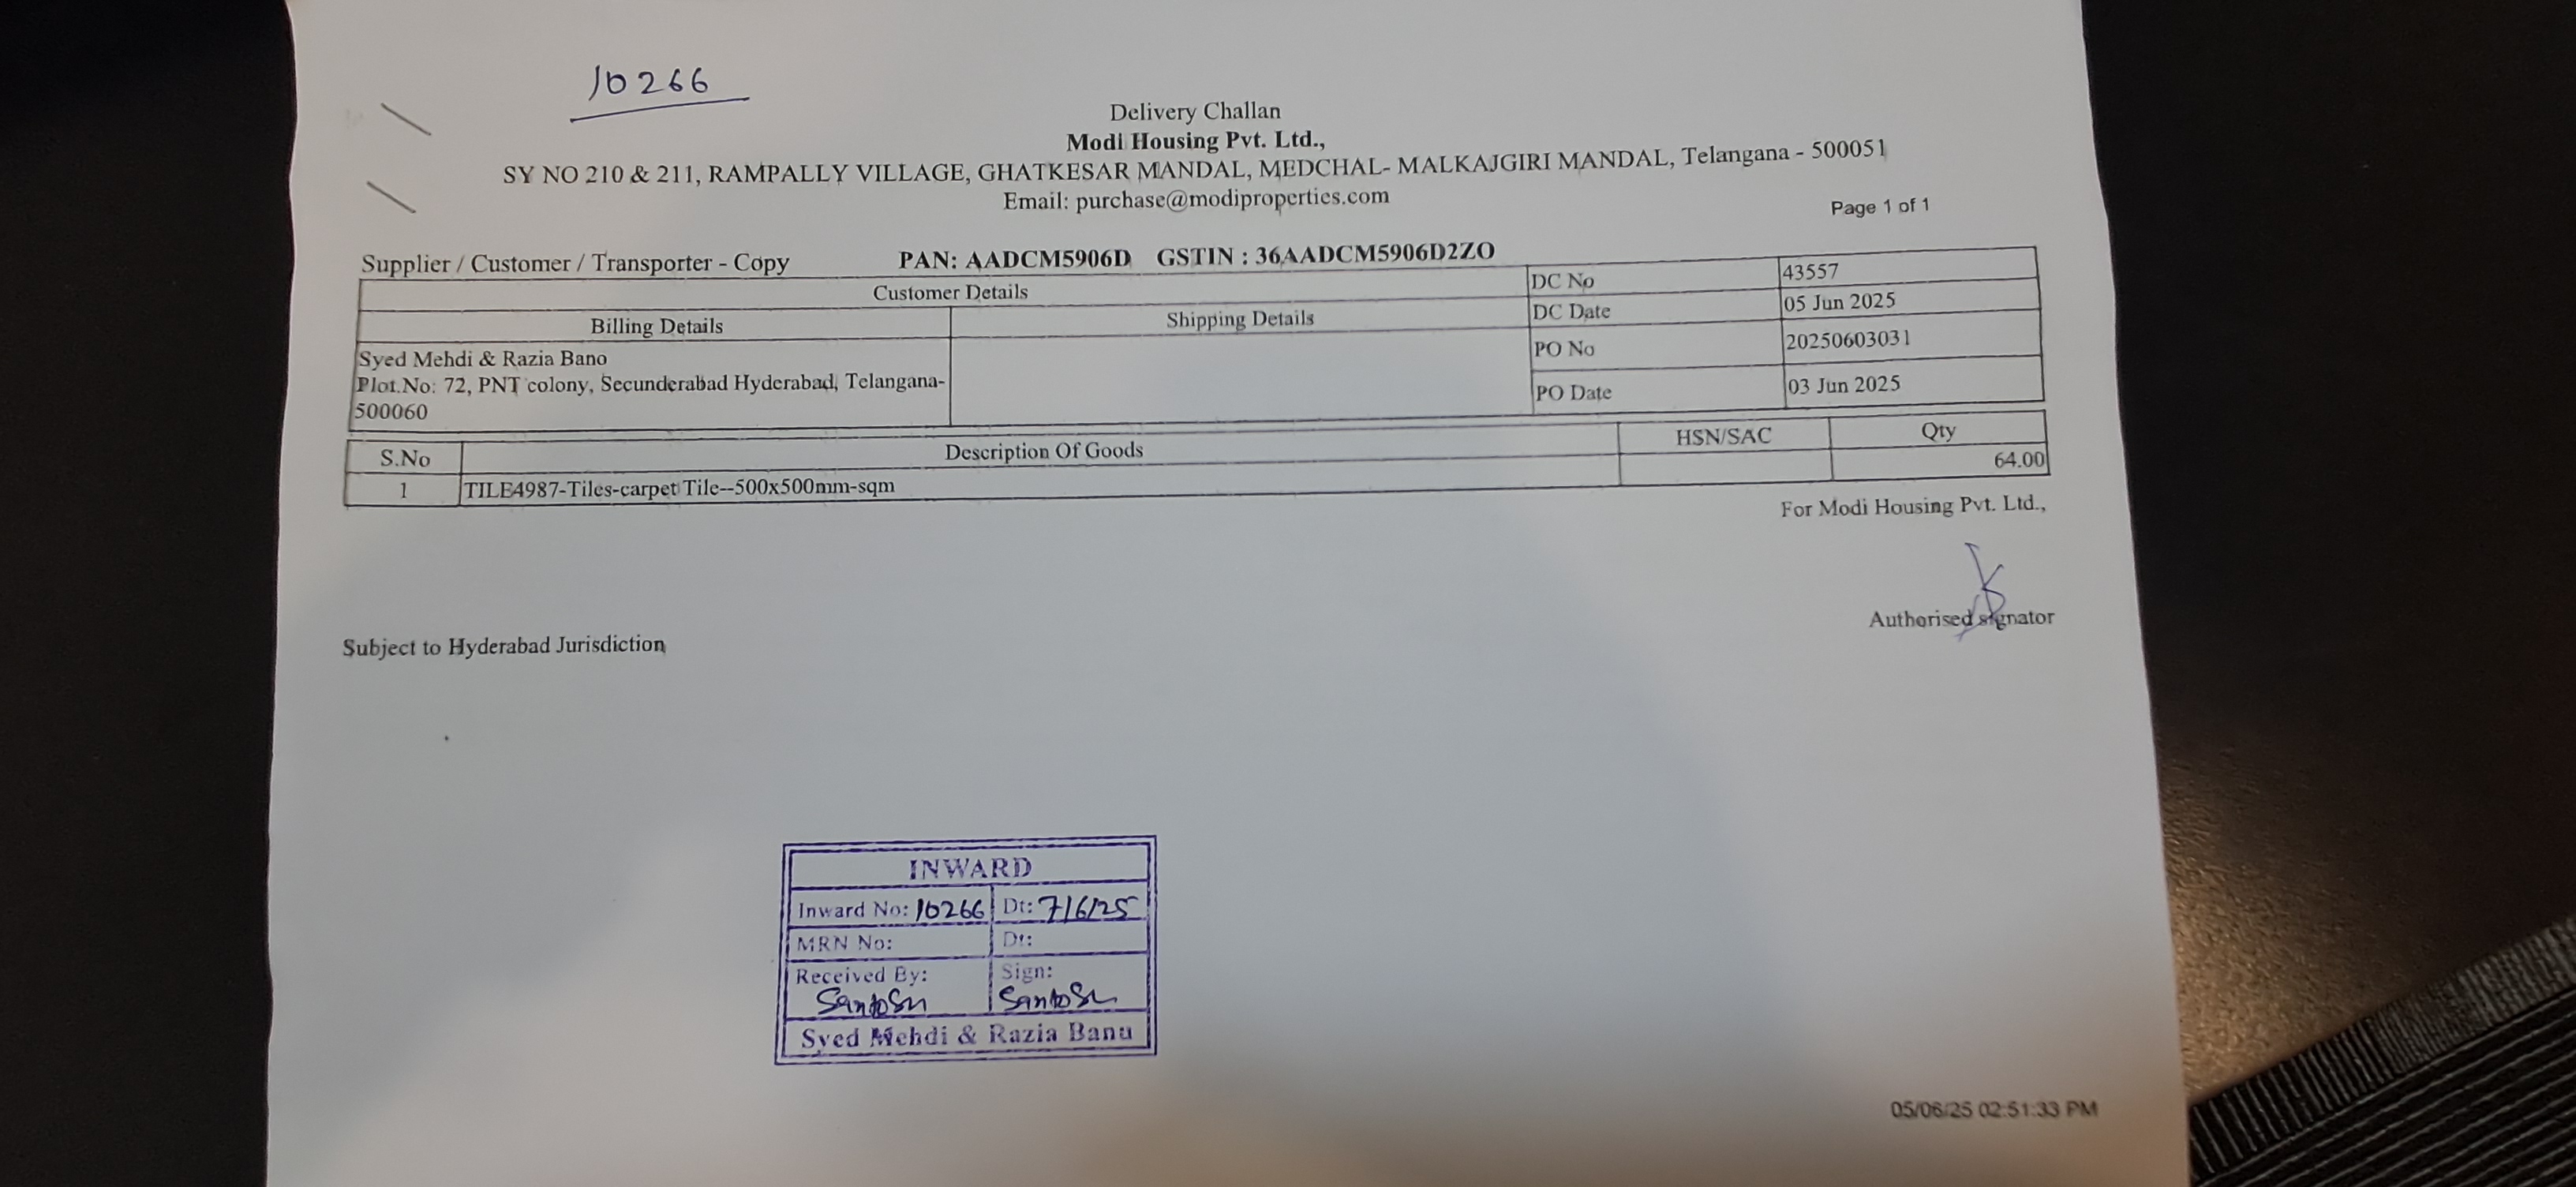 10266
Delivery Challan
Modi Housing Pvt. Ltd.,
SY NO 210 & 211, RAMPALLY VILLAGE, GHATKESAR MANDAL, MEDCHAL- MALKAJGIRI MANDAL, Telangana - 500051
Email: purchase@modiproperties.com
Page 1 of 1
Supplier / Customer / Transporter - Copy PAN: AADCM5906D GSTIN : 36AADCM5906D2ZO
Customer Details
Billing Details Shipping Details
Syed Mehdi & Razia Bano
Plot.No: 72, PNT colony, Secunderabad Hyderabad, Telangana-
500060
DC No 43557
DC Date 05 Jun 2025
PO No 20250603031
PO Date 03 Jun 2025
S.No Description Of Goods HSN/SAC Qty
1 TILE4987-Tiles-carpet Tile--500x500mm-sqm 64.00
For Modi Housing Pvt. Ltd.,
Authorised signator
Subject to Hyderabad Jurisdiction
INWARD
Inward No: 10266 Dt: 7/6/25
MRN No: Dt:
Received By: Sign:
Santosh Santosh
Syed Mehdi & Razia Banu
05/06/25 02:51:33 PM